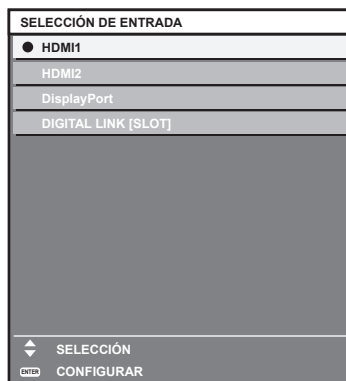 SELECCIÓN DE ENTRADA
HDMI1
HDMI2
DisplayPort
DIGITAL LINK [SLOT]
SELECCIÓN
ENTER CONFIGURAR